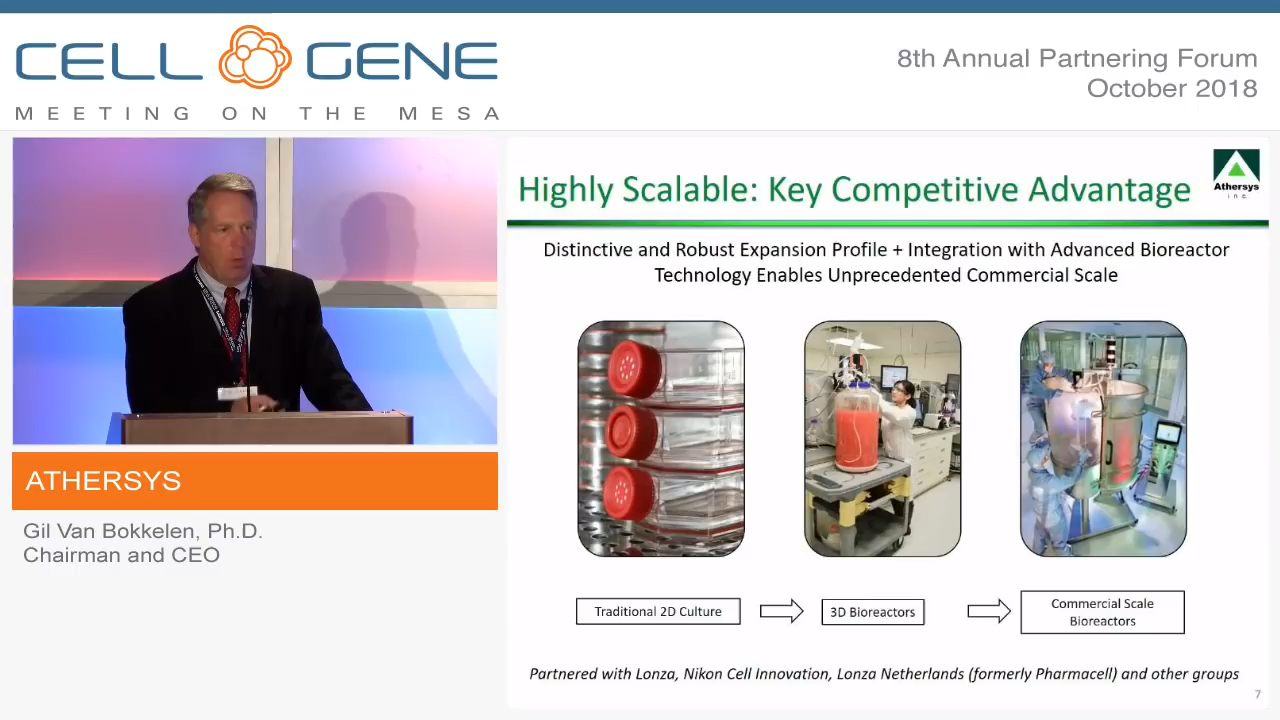 CELL GENE
MEETING ON THE MESA
8th Annual Partnering Forum
October 2018
Highly Scalable: Key Competitive Advantage
Athersys
inc.
Distinctive and Robust Expansion Profile + Integration with Advanced Bioreactor
Technology Enables Unprecedented Commercial Scale
Traditional 2D Culture
3D Bioreactors
Commercial Scale
Bioreactors
Partnered with Lonza, Nikon Cell Innovation, Lonza Netherlands (formerly Pharmacell) and other groups
7
ATHERSYS
Gil Van Bokkelen, Ph.D.
Chairman and CEO